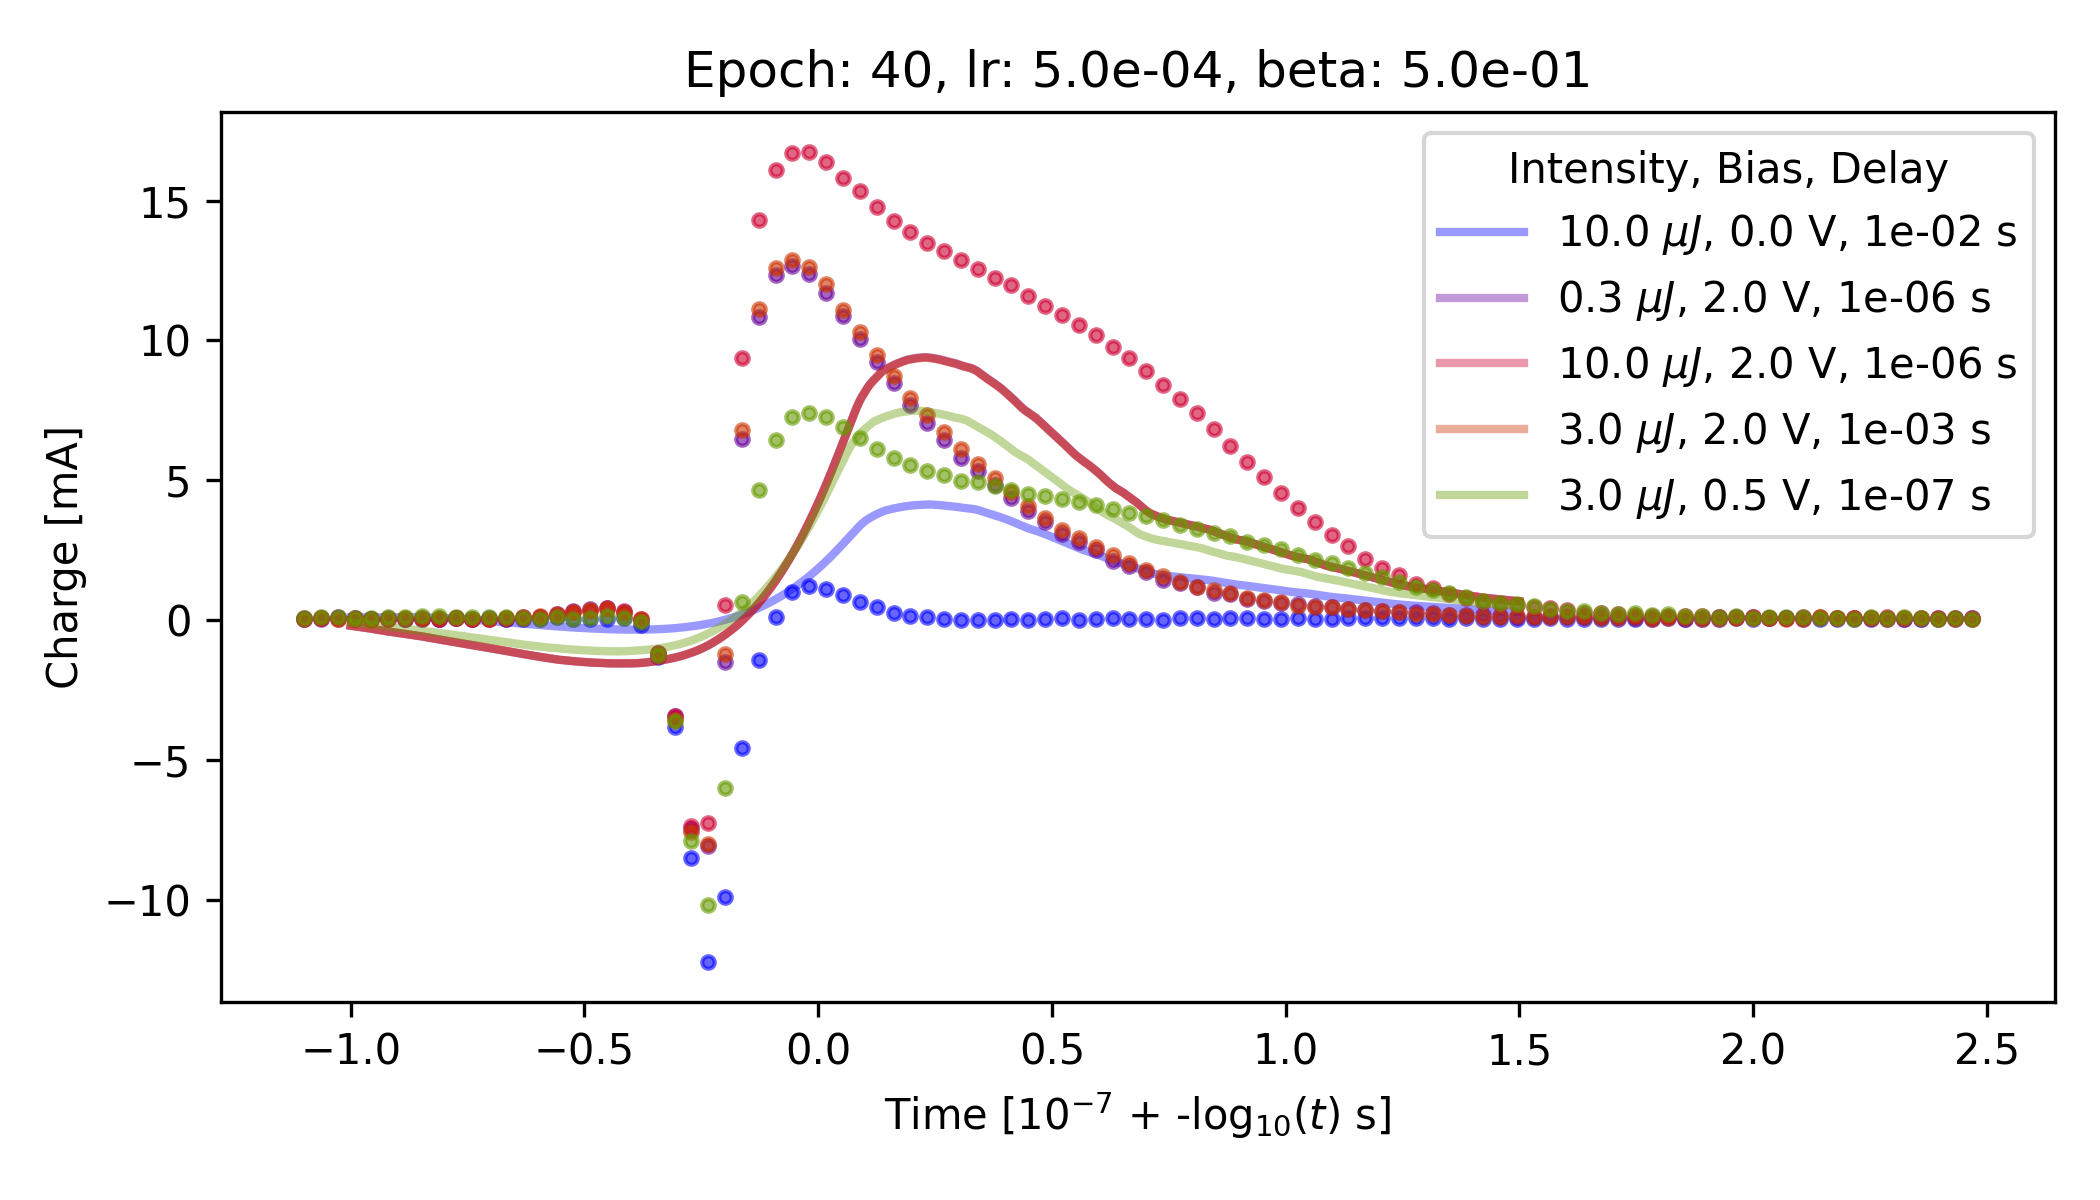 Epoch: 40, lr: 5.0e-04, beta: 5.0e-01
Intensity, Bias, Delay
10.0 μJ, 0.0 V, 1e-02 s
0.3 μJ, 2.0 V, 1e-06 s
10.0 μJ, 2.0 V, 1e-06 s
3.0 μJ, 2.0 V, 1e-03 s
3.0 μJ, 0.5 V, 1e-07 s
Charge [mA]
15
10
5
0
−5
−10
−1.0 −0.5 0.0 0.5 1.0 1.5 2.0 2.5
Time [10⁻⁷ + -log₁₀(t) s]